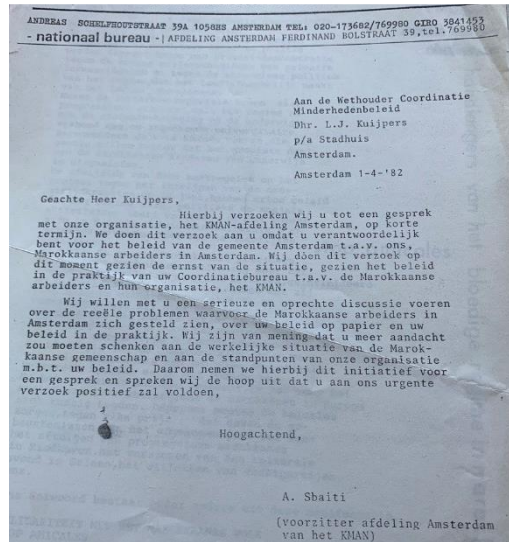 ANDREAS SCHELFHOUTSTRAAT 39A 1058HS AMSTERDAM TEL: 020-173682/769980 GIRO 3841453
- nationaal bureau - | AFDELING AMSTERDAM FERDINAND BOLSTRAAT 39,tel.769980
Aan de Wethouder Coordinatie
Minderhedenbeleid
Dhr. L.J. Kuijpers
p/a Stadhuis
Amsterdam.
Amsterdam 1-4-'82
Geachte Heer Kuijpers,
Hierbij verzoeken wij u tot een gesprek
met onze organisatie, het KMAN-afdeling Amsterdam, op korte
termijn. We doen dit verzoek aan u omdat u verantwoordelijk
bent voor het beleid van de gemeente Amsterdam t.a.v. ons,
Marokkaanse arbeiders in Amsterdam. Wij doen dit verzoek op
dit moment gezien de ernst van de situatie, gezien het beleid
in de praktijk van uw Coordinatiebureau t.a.v. de Marokkaanse
arbeiders en hun organisatie, het KMAN.
Wij willen met u een serieuze en oprechte discussie voeren
over de reeële problemen waarvoor de Marokkaanse arbeiders in
Amsterdam zich gesteld zien, over uw beleid op papier en uw
beleid in de praktijk. Wij zijn van mening dat u meer aandacht
zou moeten schenken aan de werkelijke situatie van de Marok-
kaanse gemeenschap en aan de standpunten van onze organisatie
m.b.t. uw beleid. Daarom nemen we hierbij dit initiatief voor
een gesprek en spreken wij de hoop uit dat u aan ons urgente
verzoek positief zal voldoen,
Hoogachtend,
A. Sbaiti
(voorzitter afdeling Amsterdam
van het KMAN)